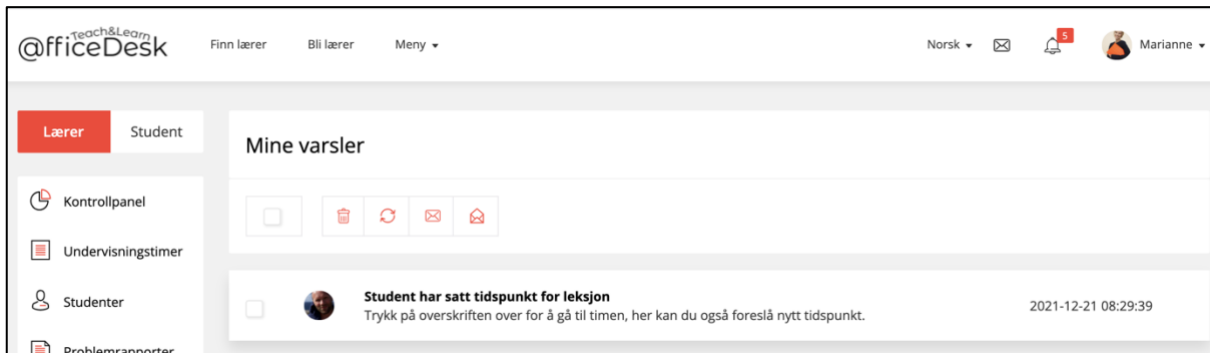 Teach&Learn
@fficeDesk
Finn lærer
Bli lærer
Meny
Norsk
5
Marianne
Lærer
Student
Mine varsler
Kontrollpanel
Undervisningstimer
Studenter
Problemrapporter
Student har satt tidspunkt for leksjon
Trykk på overskriften over for å gå til timen, her kan du også foreslå nytt tidspunkt.
2021-12-21 08:29:39